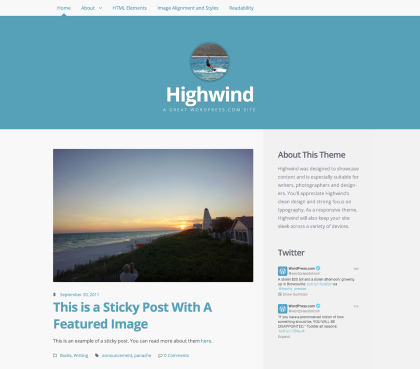 Home About HTML Elements Image Alignment and Styles Readability
Highwind
A GREAT WORDPRESS.COM SITE
September 20, 2011
This is a Sticky Post With A
Featured Image
This is an example of a sticky post. You can read more about them here.
Books, Writing announcement, panache 0 Comments
About This Theme
Highwind was designed to showcase
content and is especially suitable for
writers, photographers and design-
ers. You'll appreciate Highwind's
clean design and strong focus on
typography. As a responsive theme,
Highwind will also keep your site
sleek across a variety of devices.
Twitter
WordPress.com
WordPress.com
Expand